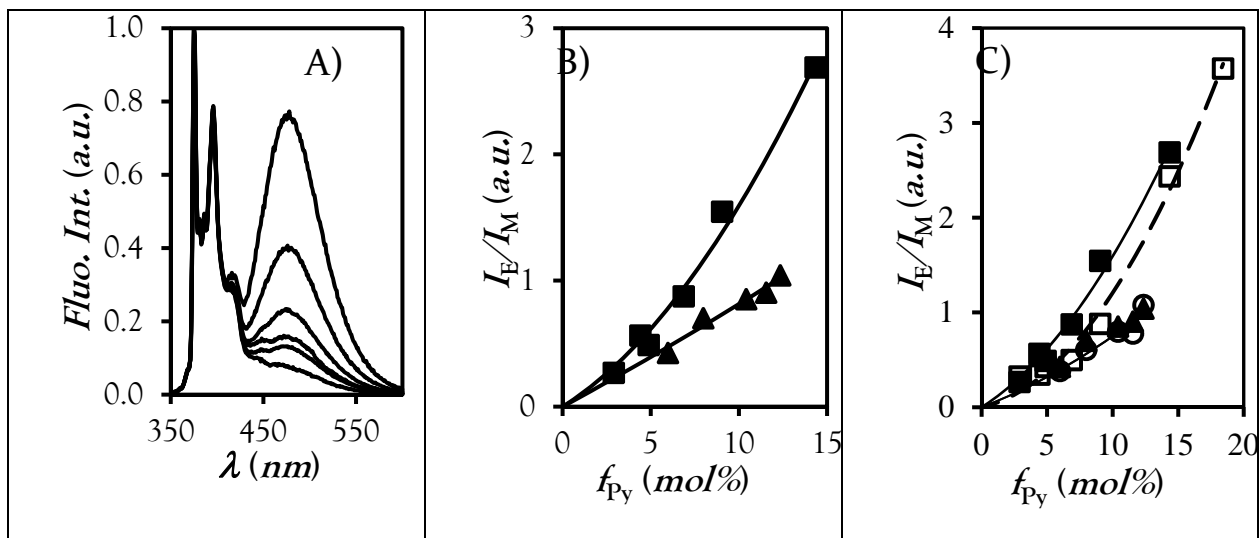 A)
Fluo. Int. (a.u.)
1.0
0.8
0.6
0.4
0.2
0.0
350 450 550
λ (nm)
B)
I_E/I_M (a.u.)
3
2
1
0
0 5 10 15
f_Py (mol%)
C)
I_E/I_M (a.u.)
4
3
2
1
0
0 5 10 15 20
f_Py (mol%)